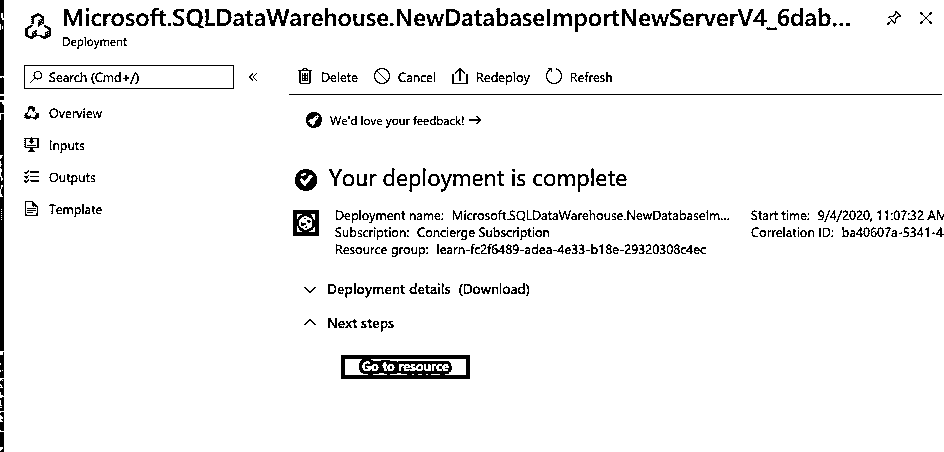 Microsoft.SQLDataWarehouse.NewDatabaseImportNewServerV4_6dab...
Deployment
Search (Cmd+/)
«
Delete
Cancel
Redeploy
Refresh
Overview
Inputs
Outputs
Template
We'd love your feedback! →
Your deployment is complete
Deployment name: Microsoft.SQLDataWarehouse.NewDatabaseIm...
Subscription: Concierge Subscription
Resource group: learn-fc2f6489-adea-4e33-b18e-29320308c4ec
Start time: 9/4/2020, 11:07:32 AM
Correlation ID: ba40607a-5341-4
Deployment details (Download)
Next steps
Go to resource